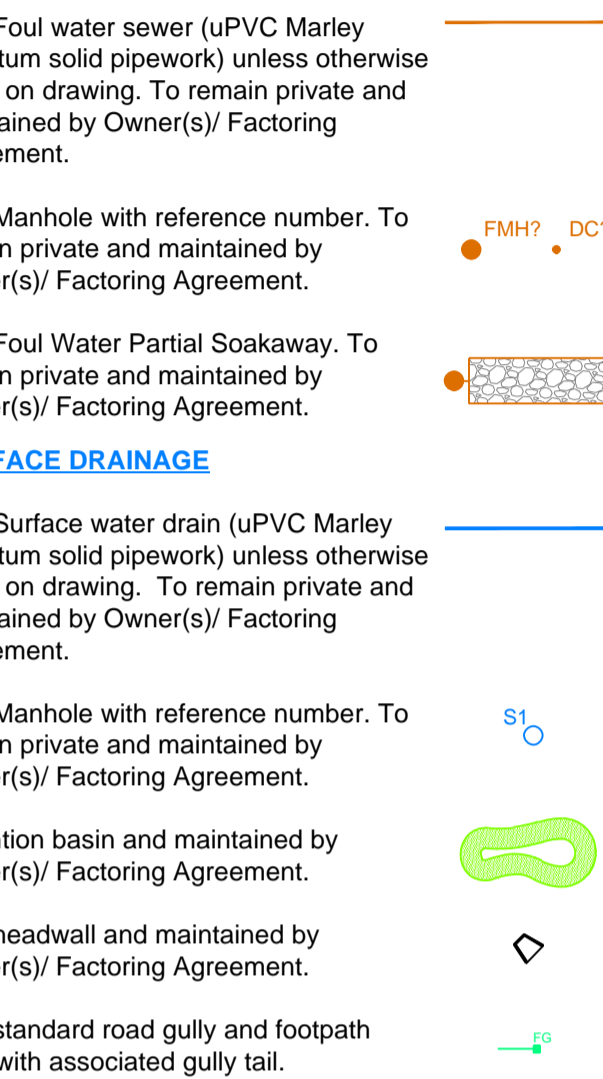 Foul water sewer (uPVC Marley
tum solid pipework) unless otherwise
on drawing. To remain private and
ained by Owner(s)/ Factoring
ement.
Manhole with reference number. To
n private and maintained by
r(s)/ Factoring Agreement.
FMH? DC?
Foul Water Partial Soakaway. To
n private and maintained by
r(s)/ Factoring Agreement.
FACE DRAINAGE
Surface water drain (uPVC Marley
tum solid pipework) unless otherwise
on drawing. To remain private and
ained by Owner(s)/ Factoring
ement.
Manhole with reference number. To
n private and maintained by
r(s)/ Factoring Agreement.
S1
tion basin and maintained by
r(s)/ Factoring Agreement.
headwall and maintained by
r(s)/ Factoring Agreement.
standard road gully and footpath
with associated gully tail.
FG